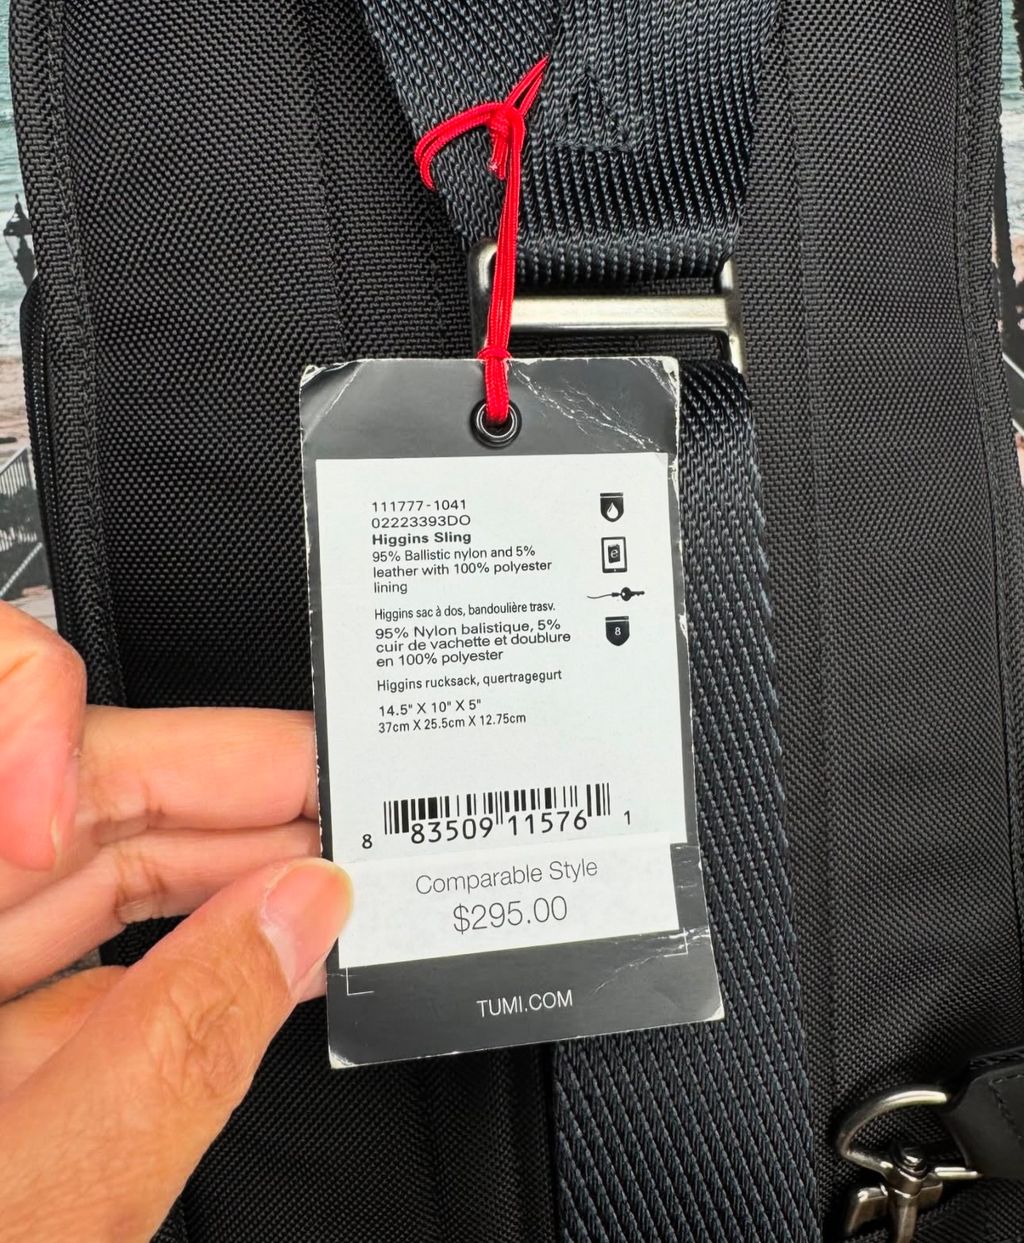 111777-1041
02223393DO
Higgins Sling
95% Ballistic nylon and 5%
leather with 100% polyester
lining
Higgins sac à dos, bandoulière trasv.
95% Nylon balistique, 5%
cuir de vachette et doublure
en 100% polyester
Higgins rucksack, quertragegurt
14.5" X 10" X 5"
37cm X 25.5cm X 12.75cm
e
8
8 83509 11576 1
Comparable Style
$295.00
TUMI.COM